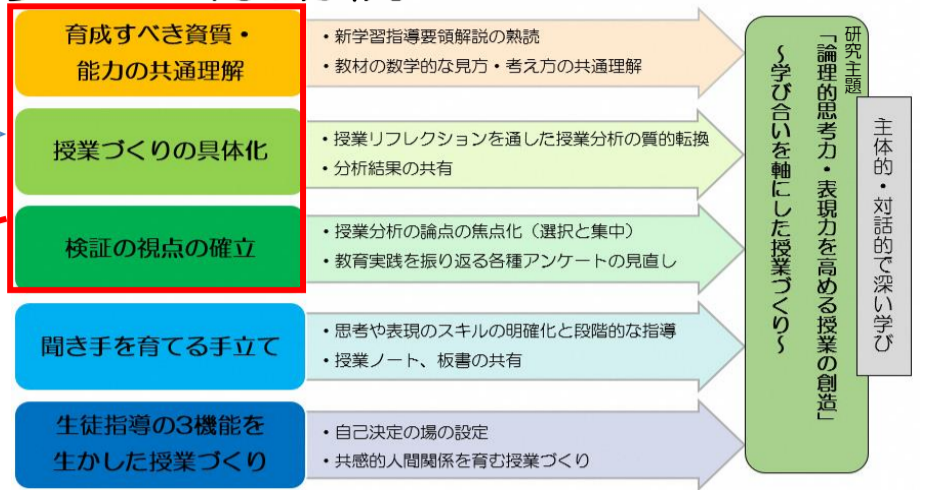 育成すべき資質・
能力の共通理解
・新学習指導要領解説の熟読
・教材の数学的な見方・考え方の共通理解
授業づくりの具体化
・授業リフレクションを通した授業分析の質的転換
・分析結果の共有
検証の視点の確立
・授業分析の論点の焦点化（選択と集中）
・教育実践を振り返る各種アンケートの見直し
聞き手を育てる手立て
・思考や表現のスキルの明確化と段階的な指導
・授業ノート、板書の共有
生徒指導の3機能を
生かした授業づくり
・自己決定の場の設定
・共感的人間関係を育む授業づくり
研究主題
「論理的思考力・表現力を高める授業の創造」
～学び合いを軸にした授業づくり～
主体的・対話的で深い学び